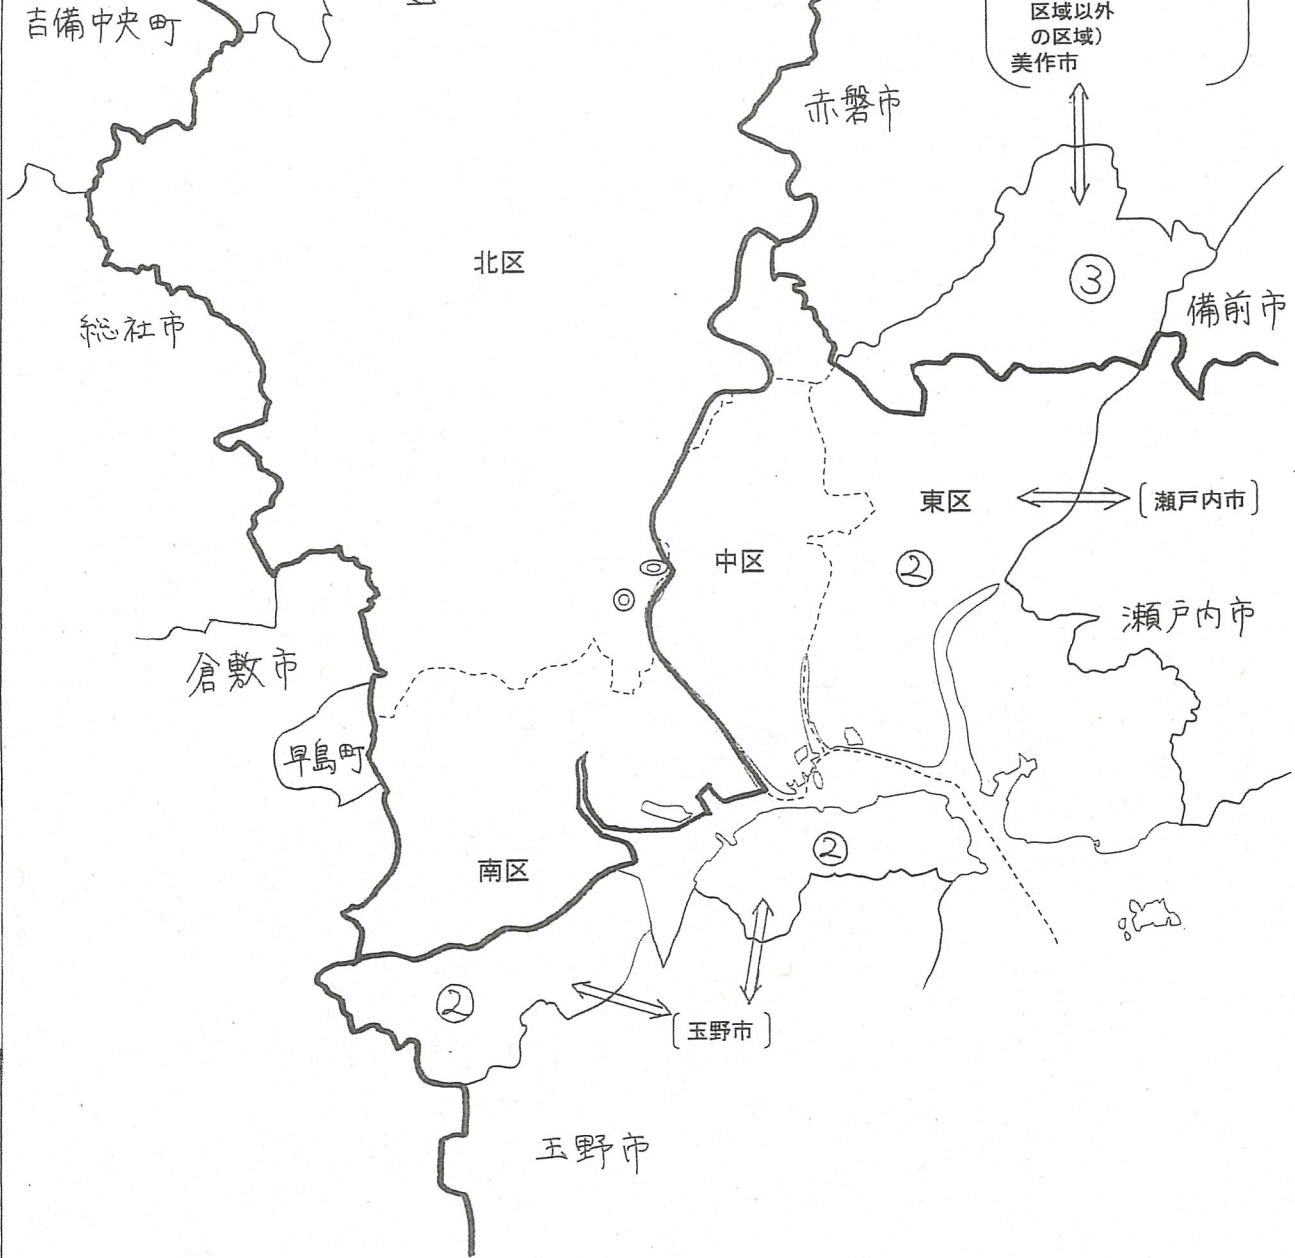 吉備中央町
区域以外
の区域)
美作市
赤磐市
北区
③
備前市
総社市
東区
〔瀬戸内市〕
中区
②
瀬戸内市
倉敷市
早島町
②
南区
②
〔玉野市〕
玉野市